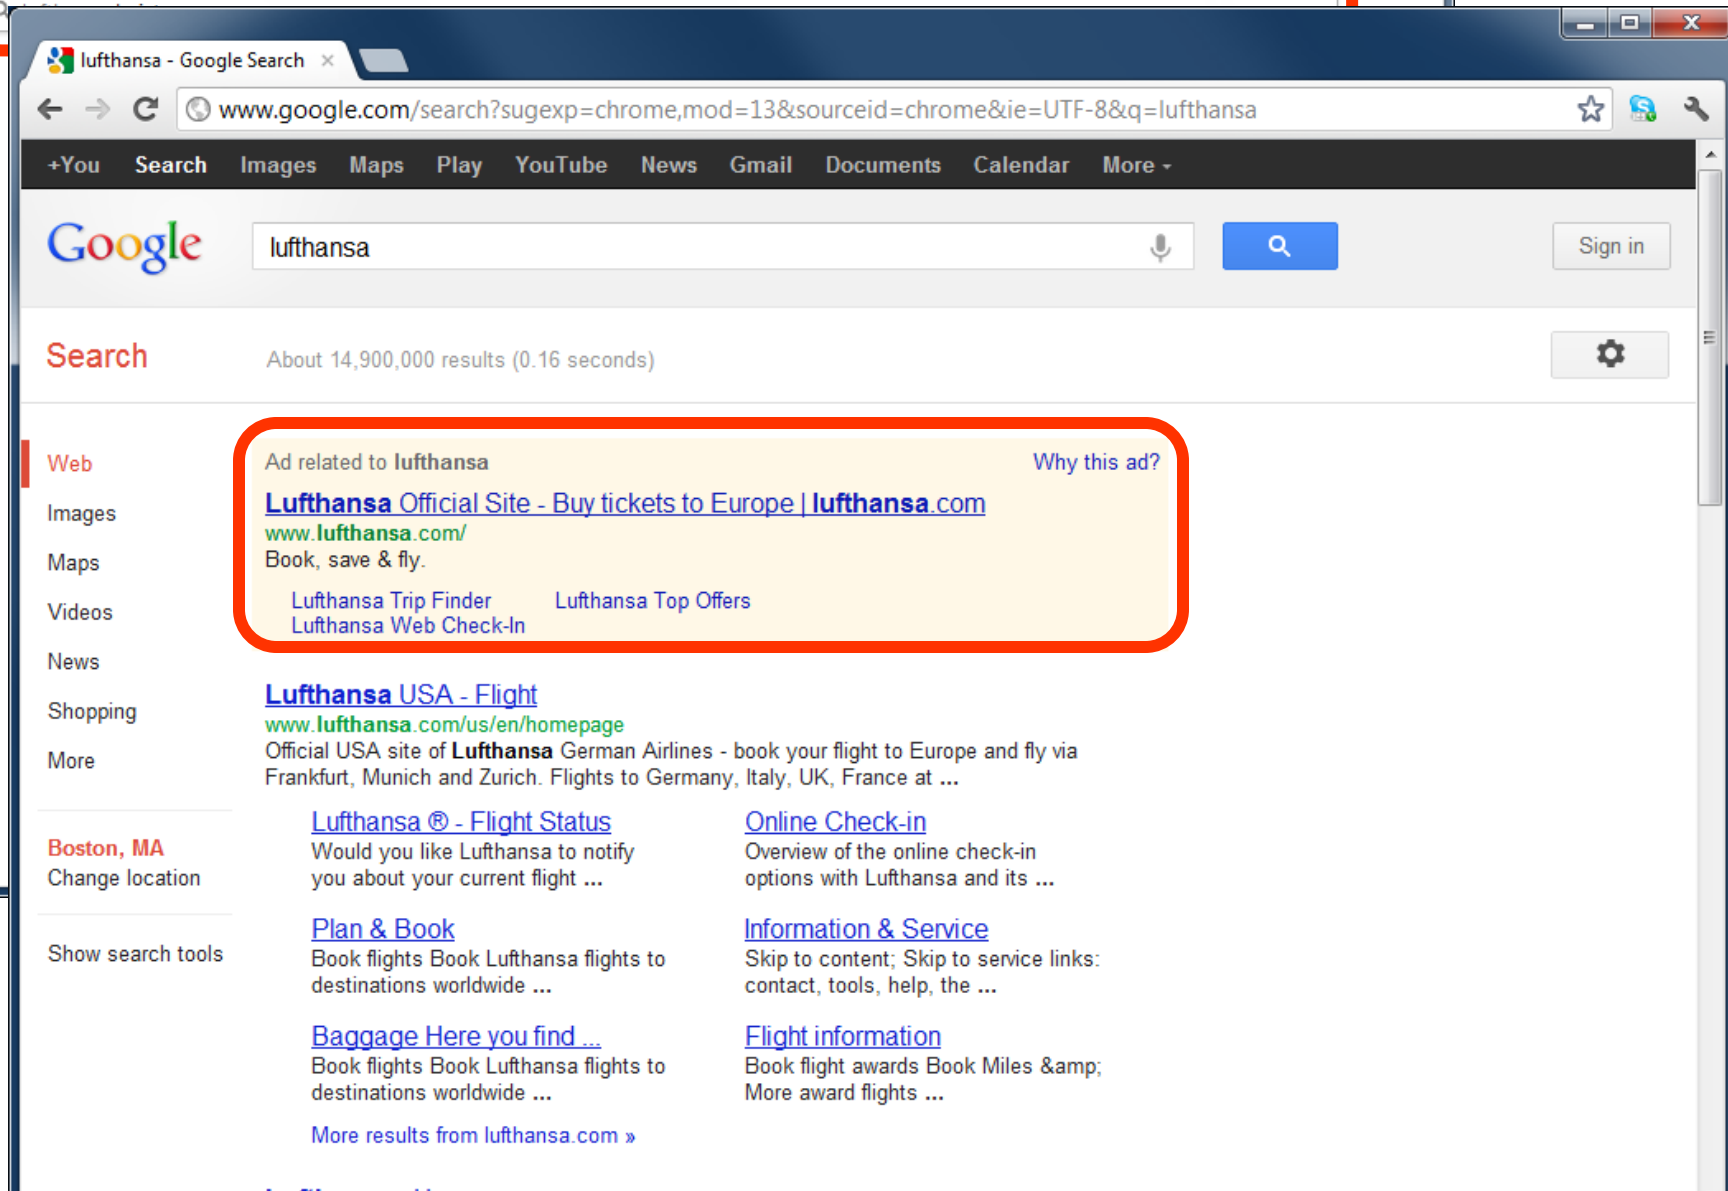 lufthansa - Google Search
www.google.com/search?sugexp=chrome,mod=13&sourceid=chrome&ie=UTF-8&q=lufthansa
+You Search Images Maps Play YouTube News Gmail Documents Calendar More
Google
lufthansa
Sign in
Search
About 14,900,000 results (0.16 seconds)
Web
Images
Maps
Videos
News
Shopping
More
Boston, MA
Change location
Show search tools
Ad related to lufthansa
Why this ad?
Lufthansa Official Site - Buy tickets to Europe | lufthansa.com
www.lufthansa.com/
Book, save & fly.
Lufthansa Trip Finder Lufthansa Top Offers
Lufthansa Web Check-In
Lufthansa USA - Flight
www.lufthansa.com/us/en/homepage
Official USA site of Lufthansa German Airlines - book your flight to Europe and fly via
Frankfurt, Munich and Zurich. Flights to Germany, Italy, UK, France at ...
Lufthansa ® - Flight Status
Would you like Lufthansa to notify
you about your current flight ...
Online Check-in
Overview of the online check-in
options with Lufthansa and its ...
Plan & Book
Book flights Book Lufthansa flights to
destinations worldwide ...
Information & Service
Skip to content; Skip to service links:
contact, tools, help, the ...
Baggage Here you find ...
Book flights Book Lufthansa flights to
destinations worldwide ...
Flight information
Book flight awards Book Miles &amp;
More award flights ...
More results from lufthansa.com »